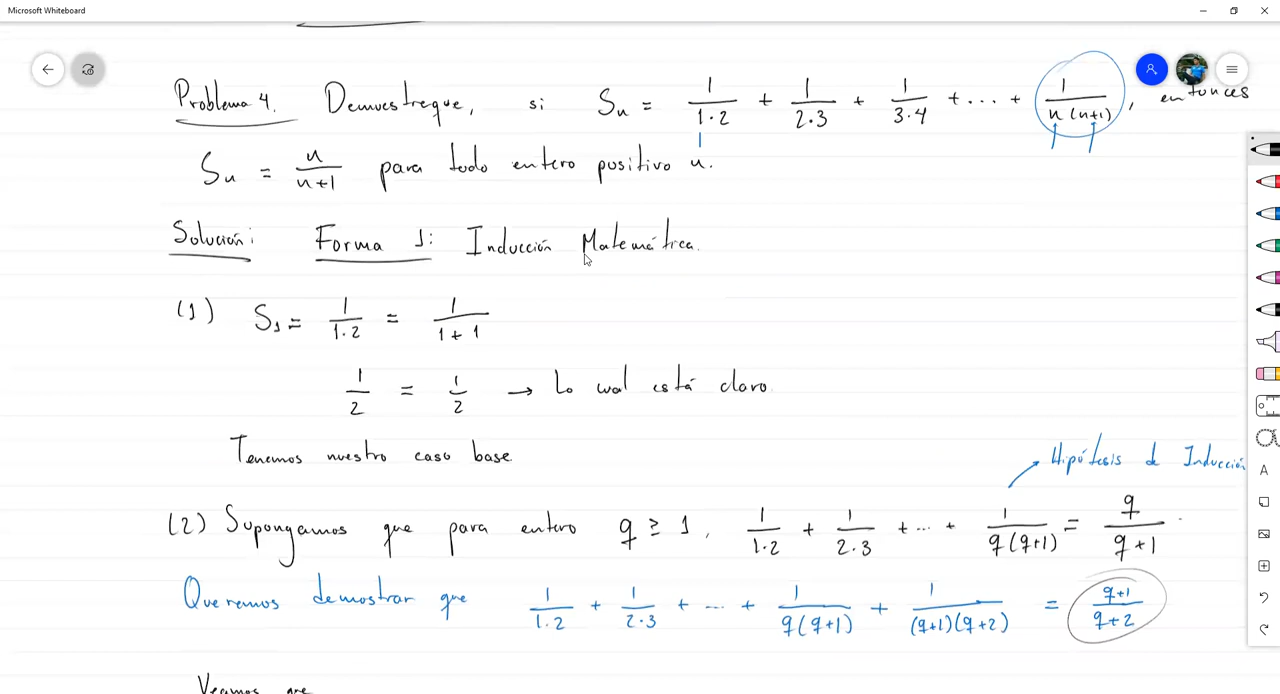 Microsoft Whiteboard
Problema 4. Demuestreque, si Sn = 1/(1·2) + 1/(2·3) + 1/(3·4) + ... + 1/(n(n+1)), entonces
Sn = n/(n+1) para todo entero positivo n.
Solución: Forma 1: Inducción Matemática.
(1) S1 = 1/(1·2) = 1/(1+1)
1/2 = 1/2 → Lo cual está claro
Tenemos nuestro caso base
Hipótesis de Inducción
(2) Supongamos que para entero q ≥ 1, 1/(1·2) + 1/(2·3) + ... + 1/(q(q+1)) = q/(q+1).
Queremos demostrar que 1/(1·2) + 1/(2·3) + ... + 1/(q(q+1)) + 1/((q+1)(q+2)) = (q+1)/(q+2)
Veamos que
A